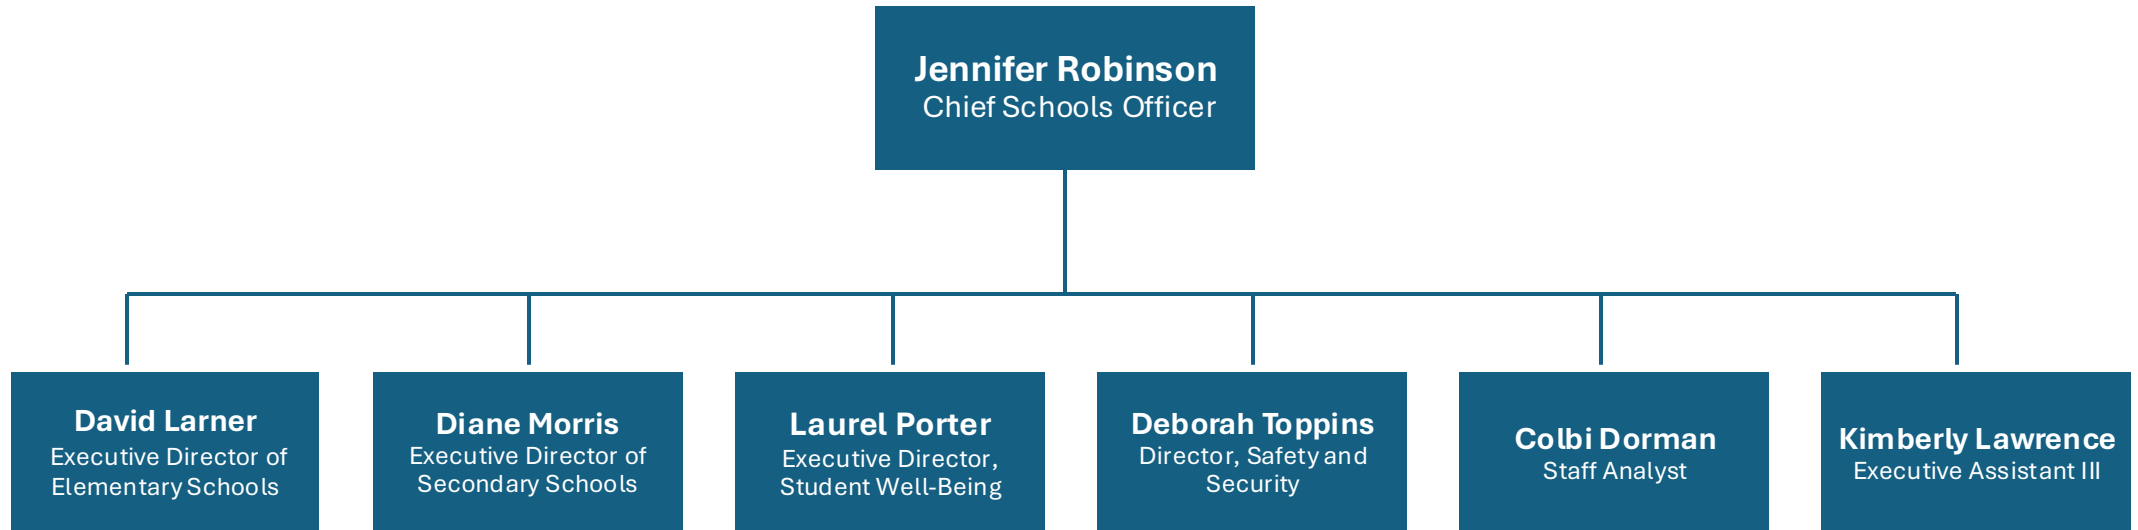 Jennifer Robinson
Chief Schools Officer
David Larner
Executive Director of
Elementary Schools
Diane Morris
Executive Director of
Secondary Schools
Laurel Porter
Executive Director,
Student Well-Being
Deborah Toppins
Director, Safety and
Security
Colbi Dorman
Staff Analyst
Kimberly Lawrence
Executive Assistant III